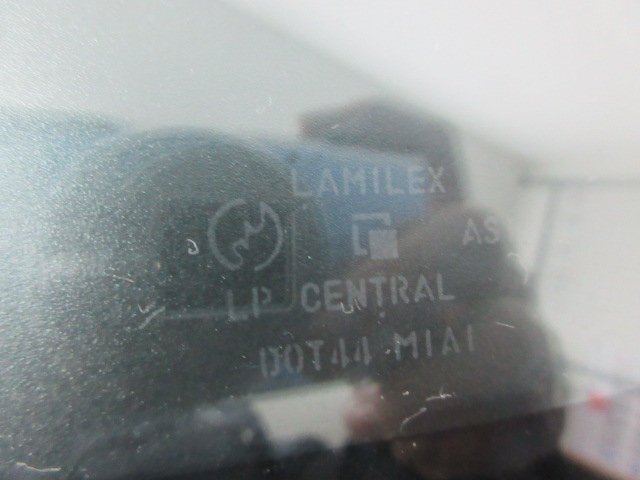 LAMILEX
AS
LP CENTRAL
DOT44 M1A1